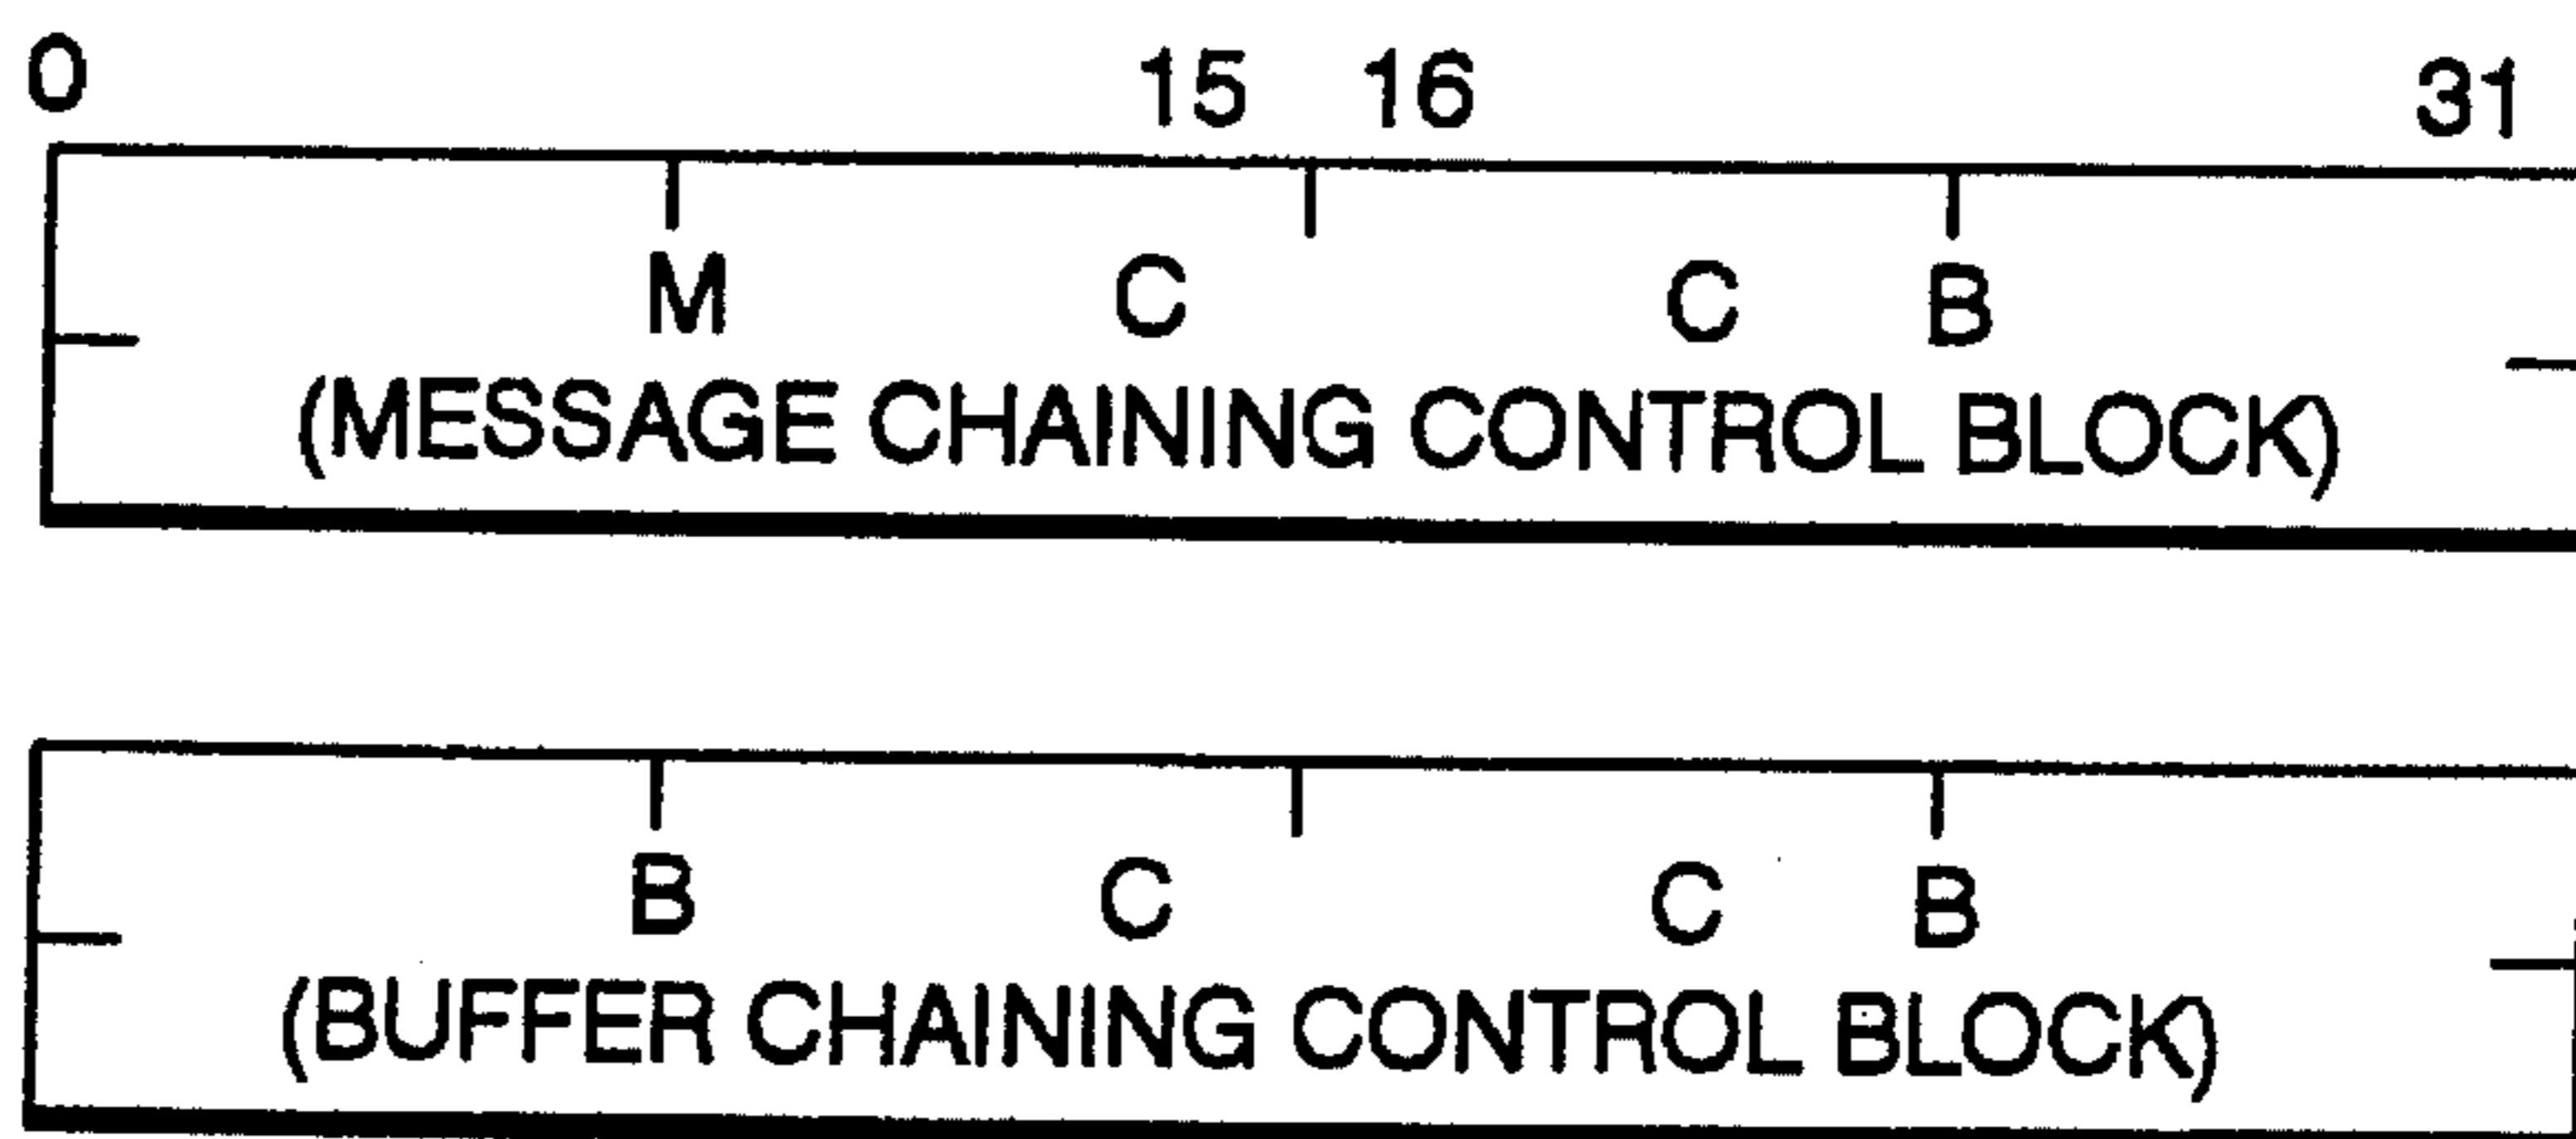 0 15 16 31
M C C B
(MESSAGE CHAINING CONTROL BLOCK)
B C C B
(BUFFER CHAINING CONTROL BLOCK)